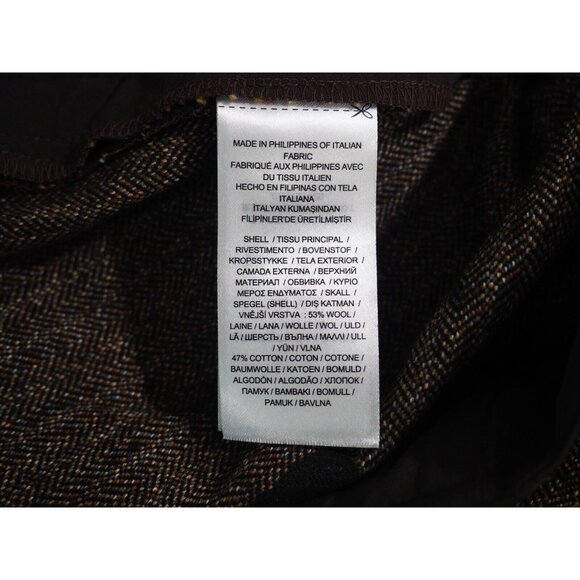 MADE IN PHILIPPINES OF ITALIAN
FABRIC
FABRIQUÉ AUX PHILIPPINES AVEC
DU TISSU ITALIEN
HECHO EN FILIPINAS CON TELA
ITALIANA
İTALYAN KUMAŞINDAN
FİLİPİNLER'DE ÜRETİLMİŞTİR
SHELL / TISSU PRINCIPAL /
RIVESTIMENTO / BOVENSTOF /
KROPSSTYKKE / TELA EXTERIOR /
CAMADA EXTERNA / ВЕРХНИЙ
МАТЕРИАЛ / ОБВИВКА / ΚΥΡΙΟ
ΜΕΡΟΣ ΕΝΔΥΜΑΤΟΣ / SKALL /
SPEGEL (SHELL) / DIŞ KATMAN /
VNĚJŠÍ VRSTVA : 53% WOOL /
LAINE / LANA / WOLLE / WOL / ULD /
LÃ / ШЕРСТЬ / ВЪЛНА / ΜΑΛΛΙ / ULL
/ YÜN / VLNA
47% COTTON / COTON / COTONE /
BAUMWOLLE / KATOEN / BOMULD /
ALGODÓN / ALGODÃO / ХЛОПОК /
ПАМУК / BAMBAKI / BOMULL /
PAMUK / BAVLNA